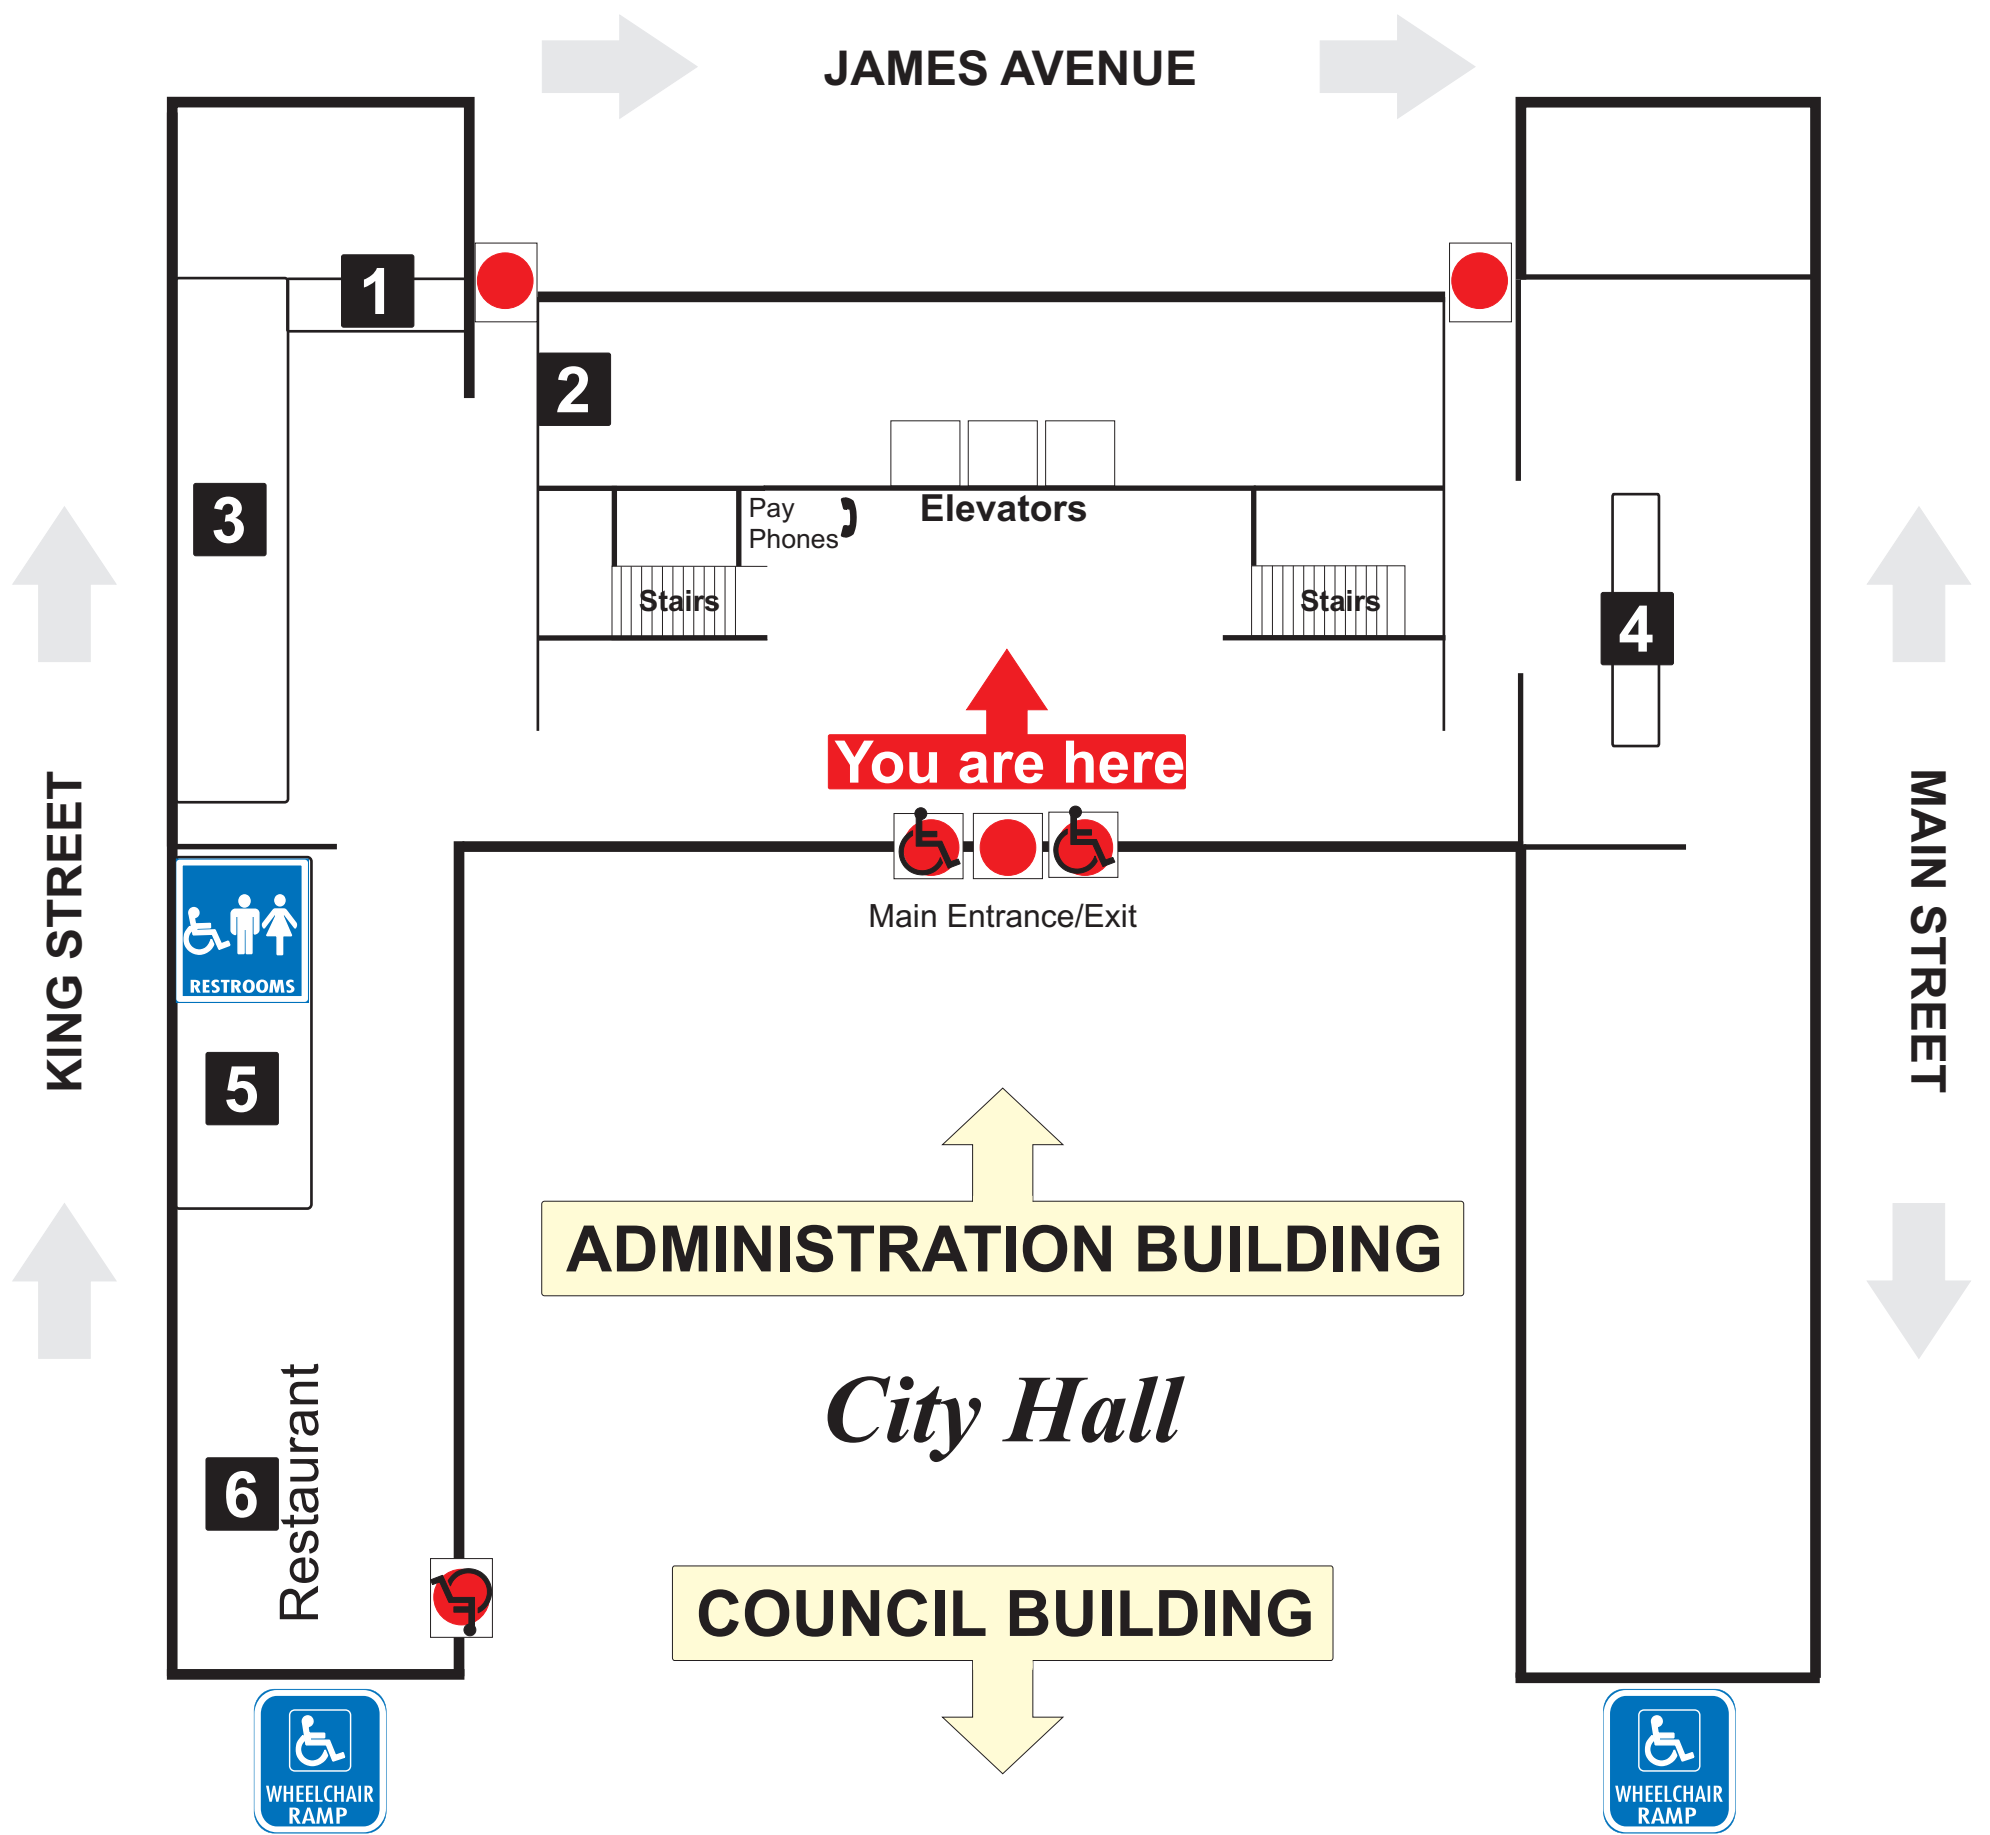 JAMES AVENUE
1
2
3
Pay
Phones
Elevators
Stairs
Stairs
4
You are here
KING STREET
MAIN STREET
Main Entrance/Exit
RESTROOMS
5
ADMINISTRATION BUILDING
City Hall
6
Restaurant
COUNCIL BUILDING
WHEELCHAIR
RAMP
WHEELCHAIR
RAMP